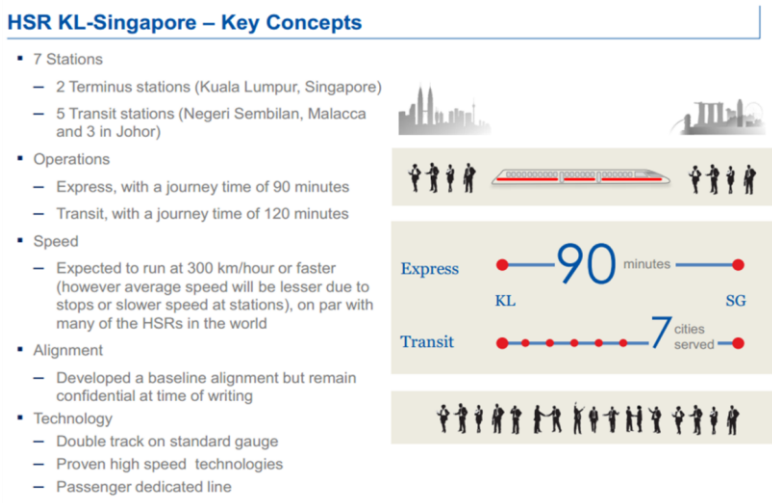 HSR KL-Singapore – Key Concepts
▪ 7 Stations
– 2 Terminus stations (Kuala Lumpur, Singapore)
– 5 Transit stations (Negeri Sembilan, Malacca
and 3 in Johor)
▪ Operations
– Express, with a journey time of 90 minutes
– Transit, with a journey time of 120 minutes
▪ Speed
– Expected to run at 300 km/hour or faster
(however average speed will be lesser due to
stops or slower speed at stations), on par with
many of the HSRs in the world
▪ Alignment
– Developed a baseline alignment but remain
confidential at time of writing
▪ Technology
– Double track on standard gauge
– Proven high speed technologies
– Passenger dedicated line
Express 90 minutes
KL SG
Transit 7 cities
served